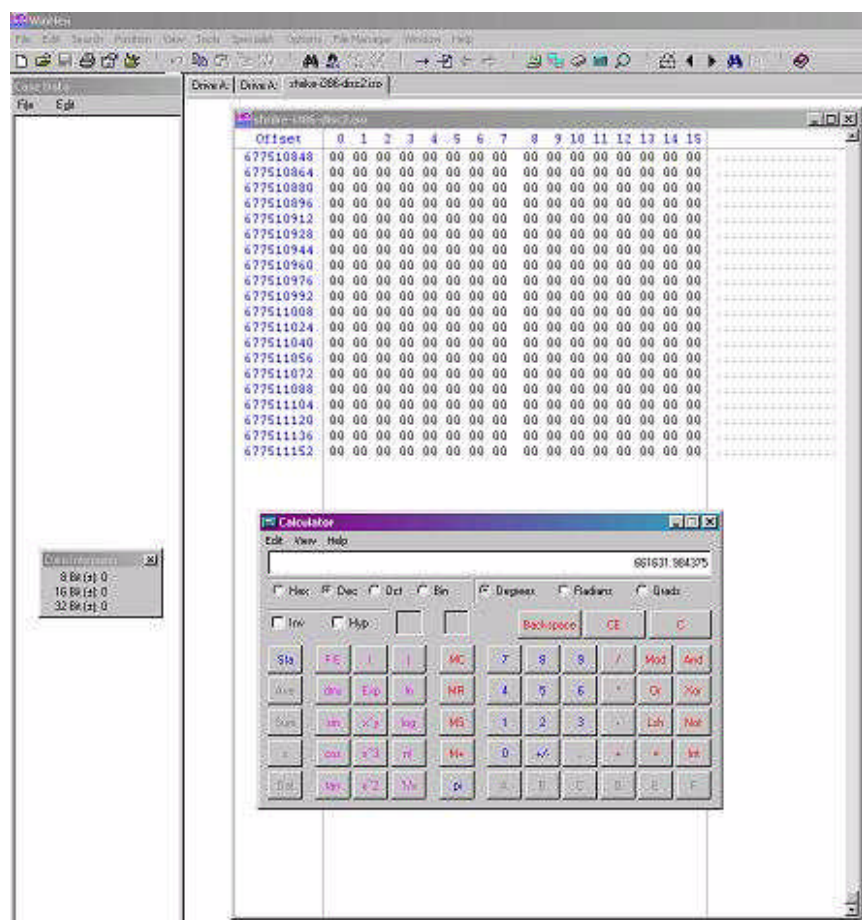 WinHex
File Edit Search Position View Tools Specialist Options File Manager Window Help
Case Data
File Edit
Drive A: Drive A: shrike-i386-disc2.iso
shrike-i386-disc2.iso
Offset 0 1 2 3 4 5 6 7 8 9 10 11 12 13 14 15
677510848 00 00 00 00 00 00 00 00 00 00 00 00 00 00 00 00
677510864 00 00 00 00 00 00 00 00 00 00 00 00 00 00 00 00
677510880 00 00 00 00 00 00 00 00 00 00 00 00 00 00 00 00
677510896 00 00 00 00 00 00 00 00 00 00 00 00 00 00 00 00
677510912 00 00 00 00 00 00 00 00 00 00 00 00 00 00 00 00
677510928 00 00 00 00 00 00 00 00 00 00 00 00 00 00 00 00
677510944 00 00 00 00 00 00 00 00 00 00 00 00 00 00 00 00
677510960 00 00 00 00 00 00 00 00 00 00 00 00 00 00 00 00
677510976 00 00 00 00 00 00 00 00 00 00 00 00 00 00 00 00
677510992 00 00 00 00 00 00 00 00 00 00 00 00 00 00 00 00
677511008 00 00 00 00 00 00 00 00 00 00 00 00 00 00 00 00
677511024 00 00 00 00 00 00 00 00 00 00 00 00 00 00 00 00
677511040 00 00 00 00 00 00 00 00 00 00 00 00 00 00 00 00
677511056 00 00 00 00 00 00 00 00 00 00 00 00 00 00 00 00
677511072 00 00 00 00 00 00 00 00 00 00 00 00 00 00 00 00
677511088 00 00 00 00 00 00 00 00 00 00 00 00 00 00 00 00
677511104 00 00 00 00 00 00 00 00 00 00 00 00 00 00 00 00
677511120 00 00 00 00 00 00 00 00 00 00 00 00 00 00 00 00
677511136 00 00 00 00 00 00 00 00 00 00 00 00 00 00 00 00
677511152 00 00 00 00 00 00 00 00 00 00 00 00 00 00 00 00
Calculator
Edit View Help
661631.984375
Hex Dec Oct Bin Degrees Radians Grads
Inv Hyp Backspace CE C
Sta F-E ( ) MC 7 8 9 / Mod And
Ave dms Exp ln MR 4 5 6 * Or Xor
Sum sin x^y log MS 1 2 3 - Lsh Not
s cos x^3 n! M+ 0 +/- . + = Int
Dat tan x^2 1/x pi A B C D E F
Data Interpreter
8 Bit (±): 0
16 Bit (±): 0
32 Bit (±): 0